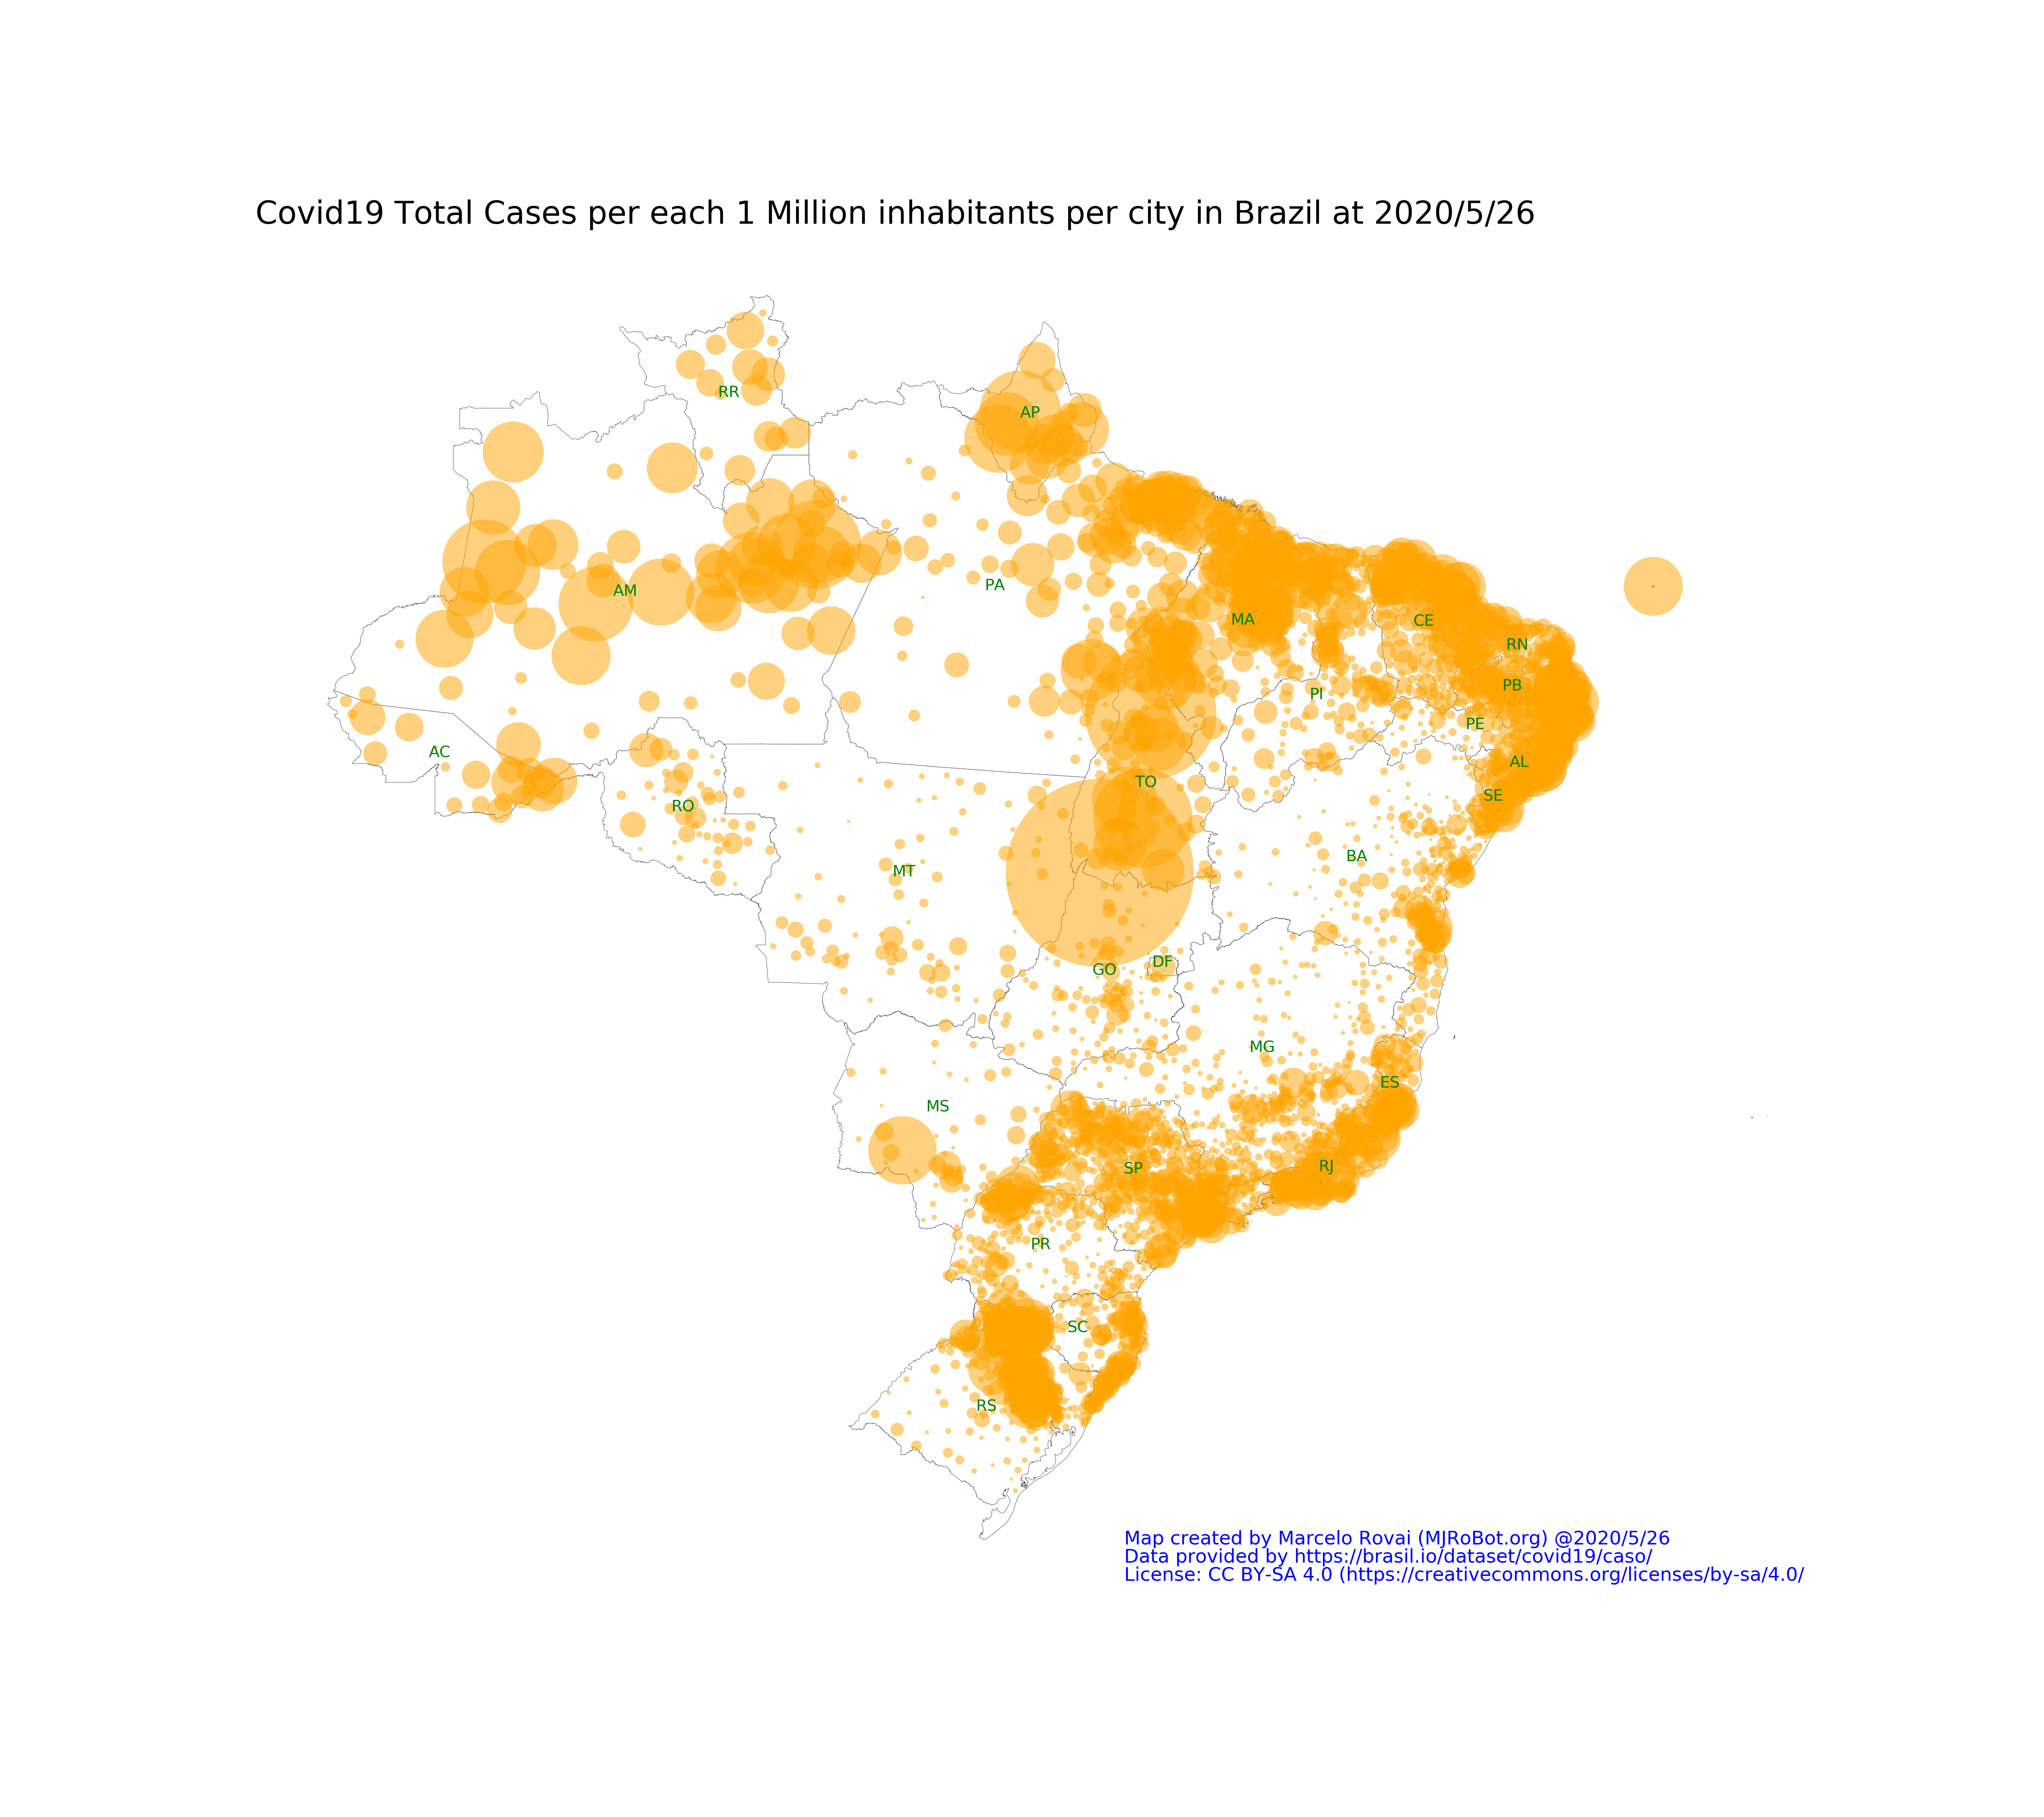 Covid19 Total Cases per each 1 Million inhabitants per city in Brazil at 2020/5/26
RR
AP
AM
PA
MA
CE
RN
PB
PI
PE
AC
AL
TO
SE
RO
BA
MT
DF
GO
MG
ES
MS
RJ
SP
PR
SC
RS
Map created by Marcelo Rovai (MJRoBot.org) @2020/5/26
Data provided by https://brasil.io/dataset/covid19/caso/
License: CC BY-SA 4.0 (https://creativecommons.org/licenses/by-sa/4.0/